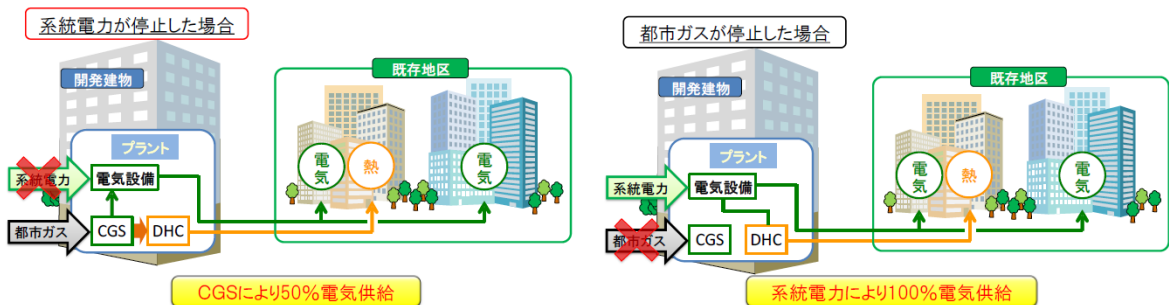 系統電力が停止した場合
開発建物
既存地区
プラント
系統電力
電気設備
都市ガス
CGS
DHC
電気
熱
電気
CGSにより50%電気供給
都市ガスが停止した場合
開発建物
既存地区
プラント
系統電力
電気設備
都市ガス
CGS
DHC
電気
熱
電気
系統電力により100%電気供給